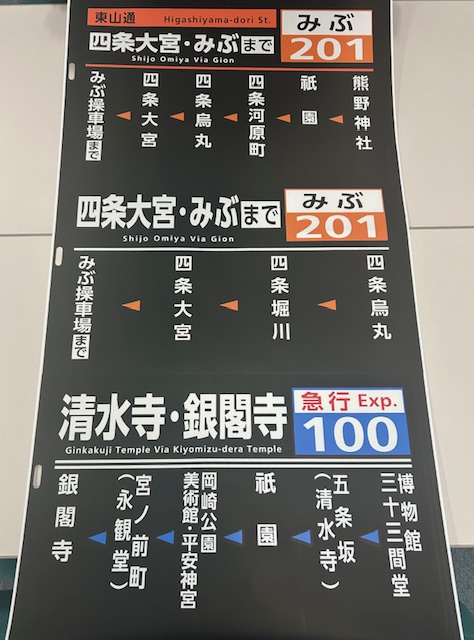 東山通 Higashiyama-dori St.
みぶ
201
四条大宮・みぶまで
Shijo Omiya Via Gion
熊野神社
祇園
四条河原町
四条烏丸
四条大宮
みぶ操車場まで
四条大宮・みぶまで
Shijo Omiya Via Gion
みぶ
201
四条烏丸
四条堀川
四条大宮
みぶ操車場まで
清水寺・銀閣寺
Ginkakuji Temple Via Kiyomizu-dera Temple
急行 Exp.
100
博物館
三十三間堂
五条坂
(清水寺)
祇園
岡崎公園
美術館・平安神宮
宮ノ前町
(永観堂)
銀閣寺